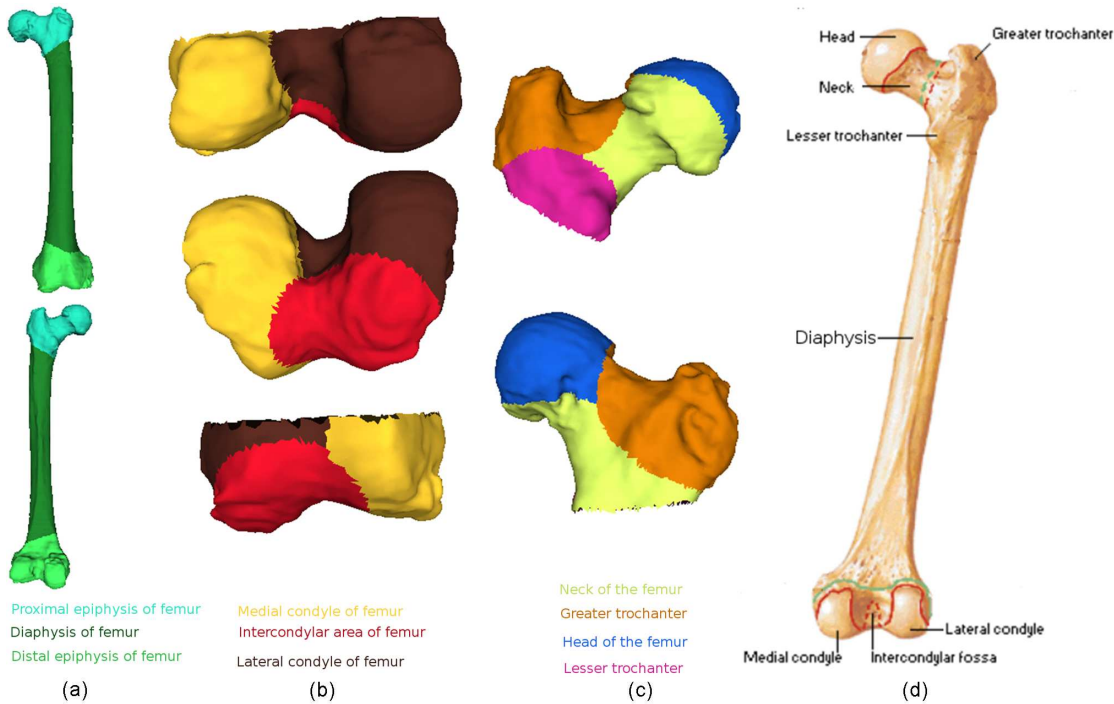 Head
Greater trochanter
Neck
Lesser trochanter
Diaphysis
Lateral condyle
Medial condyle
Intercondylar fossa
Proximal epiphysis of femur
Diaphysis of femur
Distal epiphysis of femur
Medial condyle of femur
Intercondylar area of femur
Lateral condyle of femur
Neck of the femur
Greater trochanter
Head of the femur
Lesser trochanter
(a)
(b)
(c)
(d)